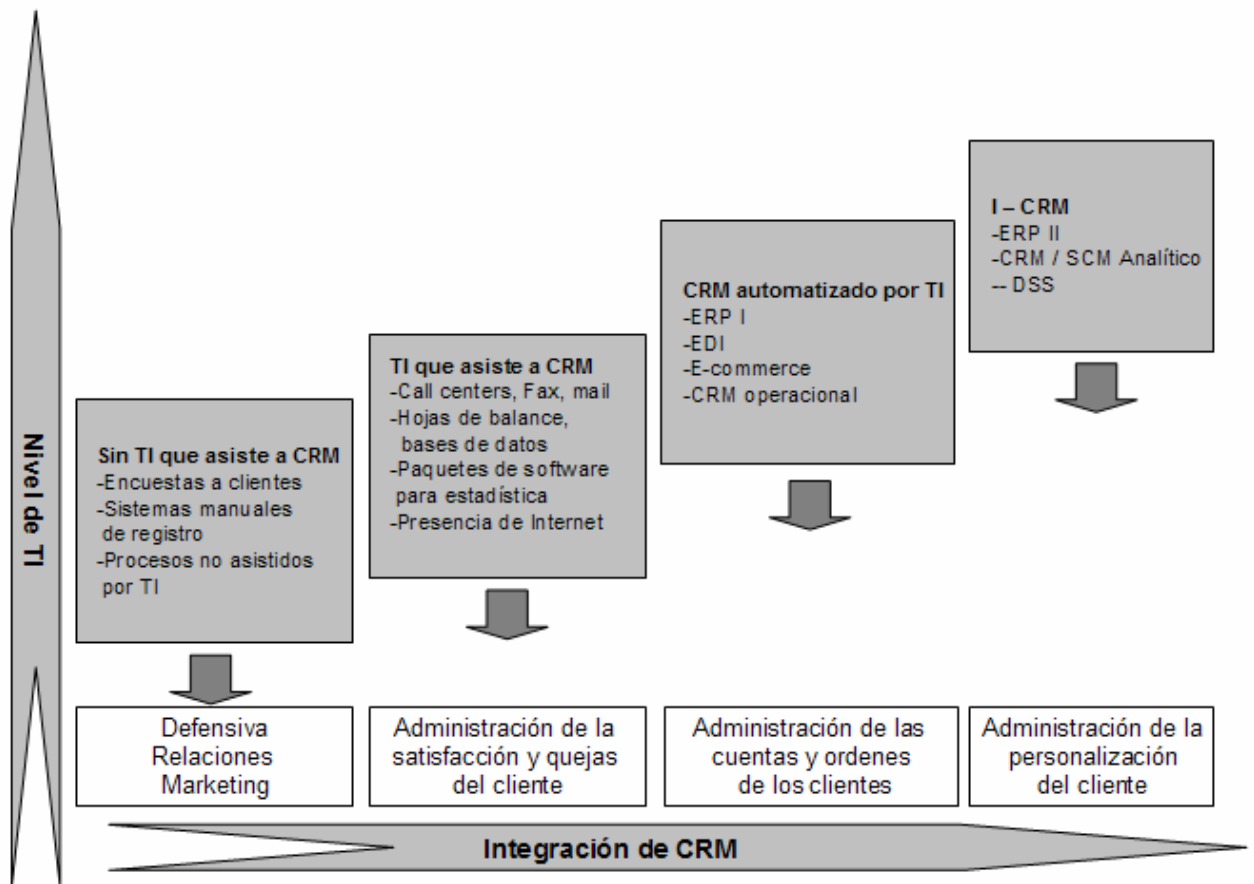 I – CRM
-ERP II
-CRM / SCM Analítico
-- DSS
CRM automatizado por TI
-ERP I
-EDI
-E-commerce
-CRM operacional
TI que asiste a CRM
-Call centers, Fax, mail
-Hojas de balance,
bases de datos
-Paquetes de software
para estadística
-Presencia de Internet
Sin TI que asiste a CRM
-Encuestas a clientes
-Sistemas manuales
de registro
-Procesos no asistidos
por TI
Nivel de TI
Defensiva
Relaciones
Marketing
Administración de la
satisfacción y quejas
del cliente
Administración de las
cuentas y ordenes
de los clientes
Administración de la
personalización
del cliente
Integración de CRM